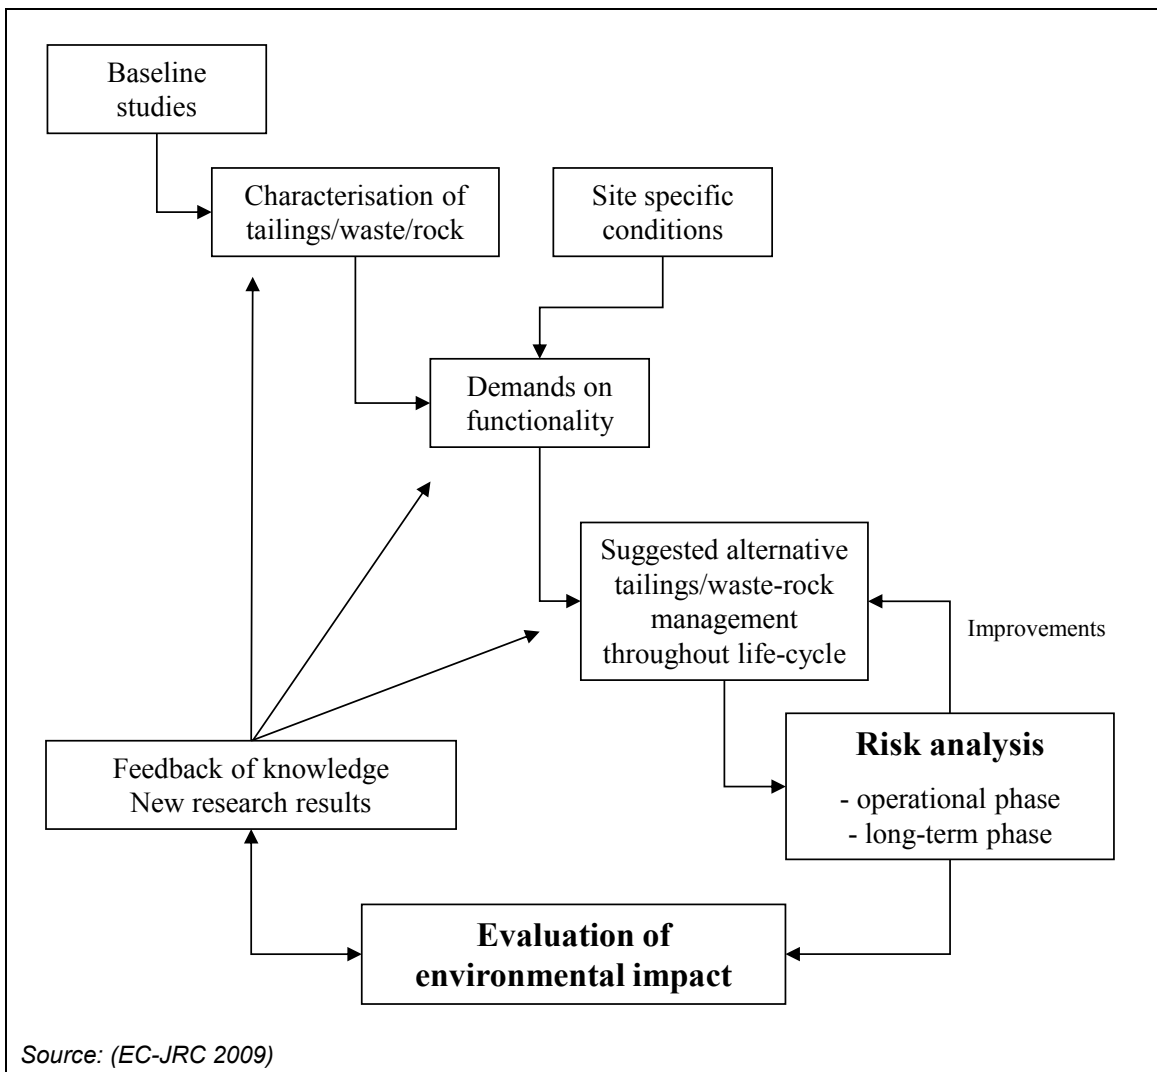 Baseline
studies
Characterisation of
tailings/waste/rock
Site specific
conditions
Demands on
functionality
Suggested alternative
tailings/waste-rock
management
throughout life-cycle
Improvements
Risk analysis
- operational phase
- long-term phase
Feedback of knowledge
New research results
Evaluation of
environmental impact
Source: (EC-JRC 2009)